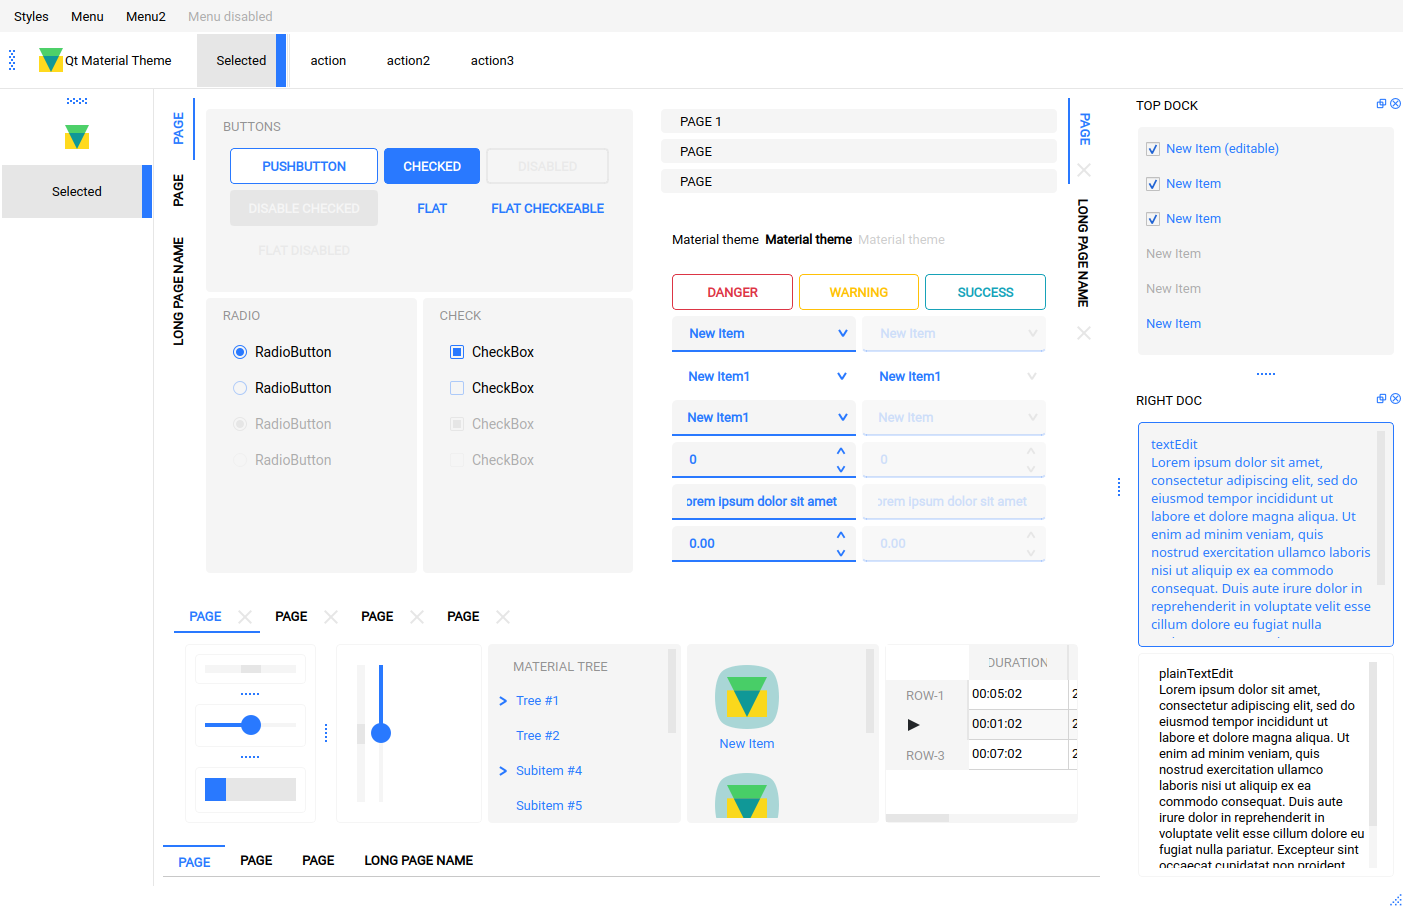 Styles Menu Menu2 Menu disabled
Qt Material Theme Selected action action2 action3
Selected
PAGE
PAGE
LONG PAGE NAME
BUTTONS
PUSHBUTTON CHECKED DISABLED
DISABLE CHECKED FLAT FLAT CHECKEABLE
FLAT DISABLED
RADIO
RadioButton
RadioButton
RadioButton
RadioButton
CHECK
CheckBox
CheckBox
CheckBox
CheckBox
PAGE 1
PAGE
PAGE
Material theme Material theme Material theme
DANGER WARNING SUCCESS
New Item New Item
New Item1 New Item1
New Item1 New Item
0 0
orem ipsum dolor sit amet orem ipsum dolor sit amet
0.00 0.00
PAGE
LONG PAGE NAME
PAGE PAGE PAGE PAGE
MATERIAL TREE
Tree #1
Tree #2
Subitem #4
Subitem #5
New Item
DURATION
ROW-1 00:05:02 2
00:01:02 2
ROW-3 00:07:02 2
PAGE PAGE PAGE LONG PAGE NAME
TOP DOCK
New Item (editable)
New Item
New Item
New Item
New Item
New Item
RIGHT DOC
textEdit
Lorem ipsum dolor sit amet,
consectetur adipiscing elit, sed do
eiusmod tempor incididunt ut
labore et dolore magna aliqua. Ut
enim ad minim veniam, quis
nostrud exercitation ullamco laboris
nisi ut aliquip ex ea commodo
consequat. Duis aute irure dolor in
reprehenderit in voluptate velit esse
cillum dolore eu fugiat nulla
plainTextEdit
Lorem ipsum dolor sit amet,
consectetur adipiscing elit, sed do
eiusmod tempor incididunt ut
labore et dolore magna aliqua. Ut
enim ad minim veniam, quis
nostrud exercitation ullamco
laboris nisi ut aliquip ex ea
commodo consequat. Duis aute
irure dolor in reprehenderit in
voluptate velit esse cillum dolore eu
fugiat nulla pariatur. Excepteur sint
occaecat cupidatat non proident